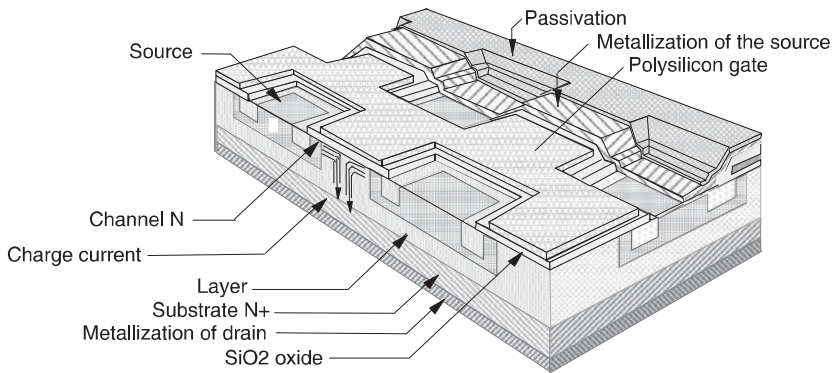 Passivation
Source
Metallization of the source
Polysilicon gate
Channel N
Charge current
Layer
Substrate N+
Metallization of drain
SiO2 oxide